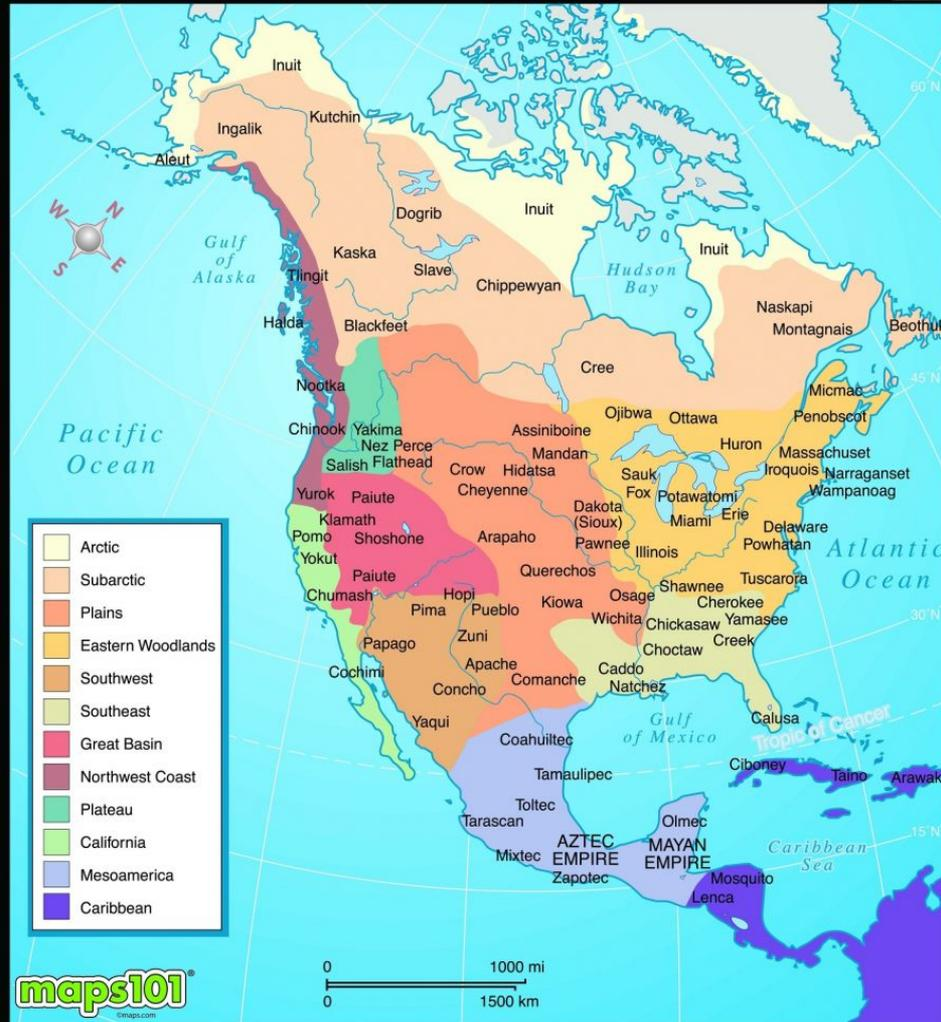 Inuit
Kutchin
Ingalik
60°N
Aleut
W
N
S
E
Dogrib
Inuit
Gulf
of
Alaska
Kaska
Slave
Tlingit
Chippewyan
Inuit
Hudson
Bay
Naskapi
Montagnais
Halda
Blackfeet
Cree
45°N
Nootka
Micmac
Ojibwa
Ottawa
Penobscot
Chinook
Yakima
Assiniboine
Pacific
Ocean
Nez Perce
Mandan
Huron
Massachuset
Salish
Flathead
Crow
Hidatsa
Sauk
Iroquois
Narraganset
Cheyenne
Fox
Potawatomi
Wampanoag
Yurok
Paiute
Dakota
(Sioux)
Miami
Erie
Klamath
Delaware
Pomo
Shoshone
Arapaho
Pawnee
Illinois
Powhatan
Atlantic
Ocean
Yokut
Querechos
Paiute
Shawnee
Tuscarora
Chumash
Hopi
Osage
Pima
Pueblo
Kiowa
Cherokee
30°N
Wichita
Chickasaw
Yamasee
Papago
Zuni
Creek
Choctaw
Apache
Caddo
Cochimi
Concho
Comanche
Natchez
Yaqui
Gulf
of Mexico
Calusa
Tropic of Cancer
Coahuiltec
Ciboney
Taino
Arawak
Tamaulipec
Toltec
Tarascan
Olmec
15°N
Mixtec
AZTEC
EMPIRE
MAYAN
EMPIRE
Caribbean
Sea
Zapotec
Mosquito
Lenca
Arctic
Subarctic
Plains
Eastern Woodlands
Southwest
Southeast
Great Basin
Northwest Coast
Plateau
California
Mesoamerica
Caribbean
0 1000 mi
0 1500 km
maps101®
©maps.com